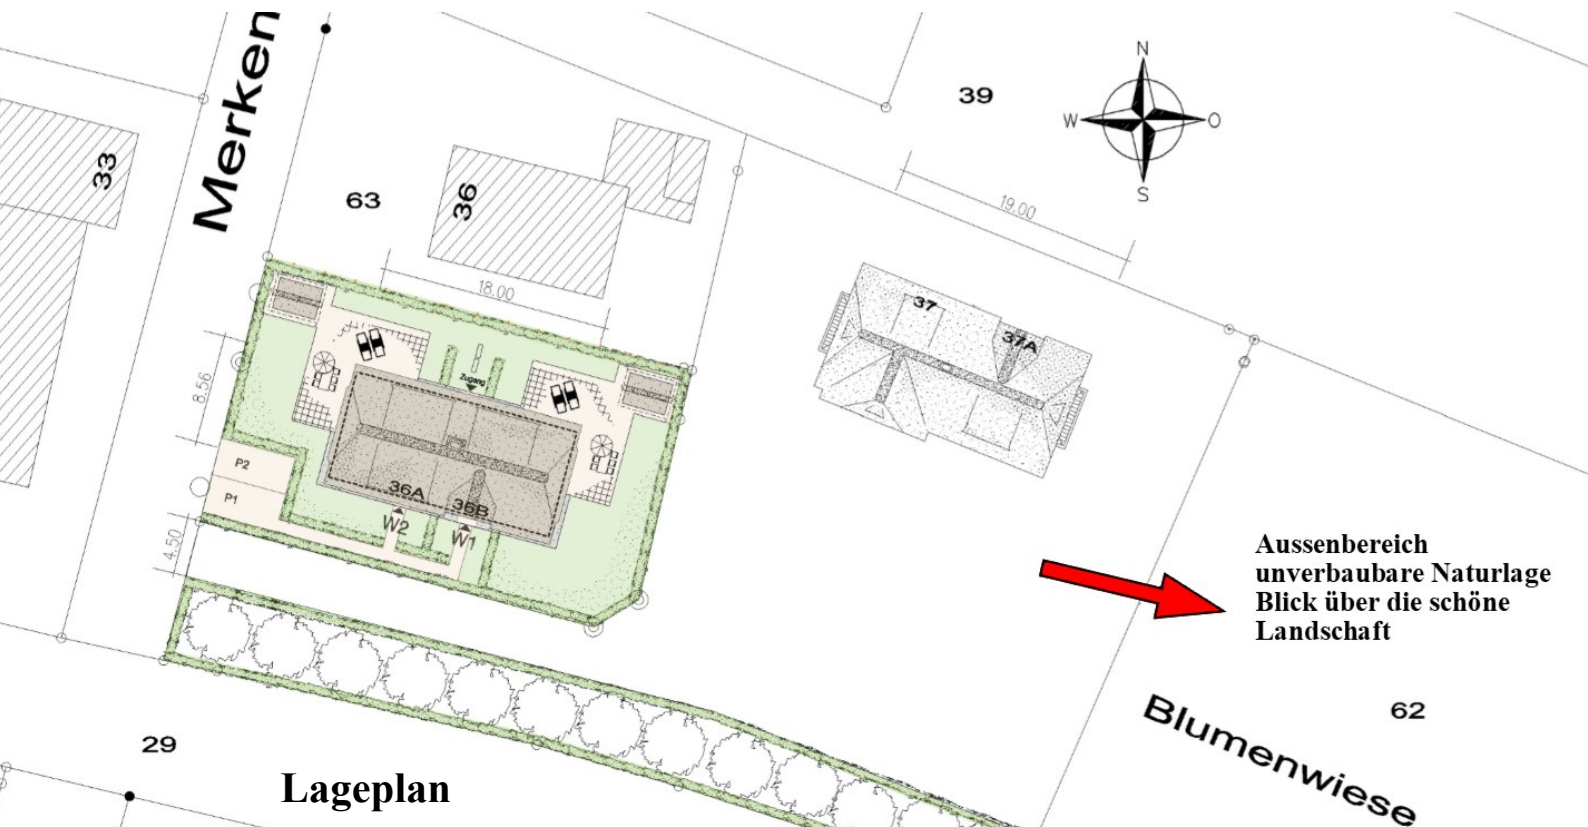 Merken
33
63
36
39
N
W
O
S
19.00
18.00
37
37A
Zugang
8.56
P2
P1
36A
36B
W2
W1
4.50
Aussenbereich
unverbaubare Naturlage
Blick über die schöne
Landschaft
62
Blumenwiese
29
Lageplan